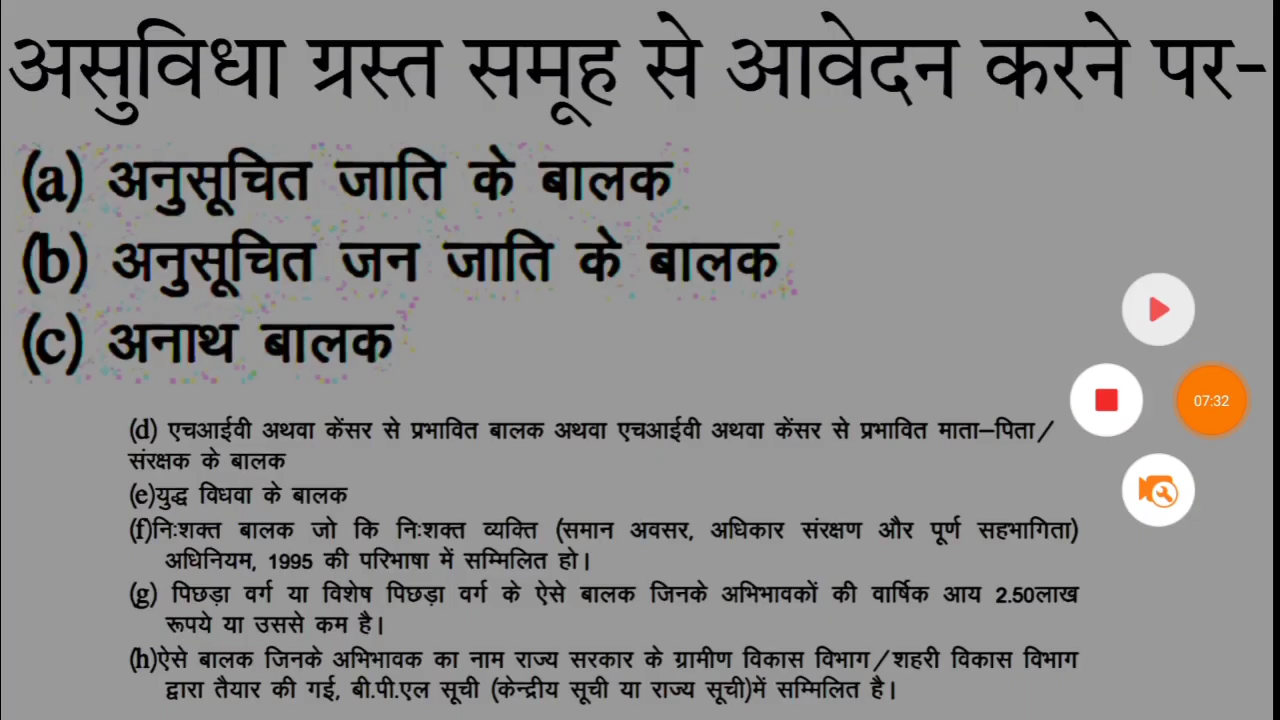 असुविधा ग्रस्त समूह से आवेदन करने पर-
(a) अनुसूचित जाति के बालक
(b) अनुसूचित जन जाति के बालक
(c) अनाथ बालक
(d) एचआईवी अथवा केंसर से प्रभावित बालक अथवा एचआईवी अथवा केंसर से प्रभावित माता–पिता/
संरक्षक के बालक
(e)युद्ध विधवा के बालक
(f)निःशक्त बालक जो कि निःशक्त व्यक्ति (समान अवसर, अधिकार संरक्षण और पूर्ण सहभागिता)
अधिनियम, 1995 की परिभाषा में सम्मिलित हो।
(g) पिछड़ा वर्ग या विशेष पिछड़ा वर्ग के ऐसे बालक जिनके अभिभावकों की वार्षिक आय 2.50लाख
रूपये या उससे कम है।
(h)ऐसे बालक जिनके अभिभावक का नाम राज्य सरकार के ग्रामीण विकास विभाग/शहरी विकास विभाग
द्वारा तैयार की गई, बी.पी.एल सूची (केन्द्रीय सूची या राज्य सूची)में सम्मिलित है।
07:32